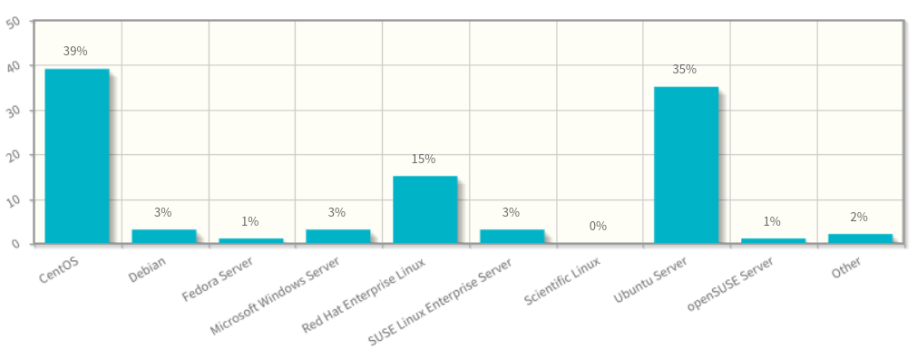 50
40
30
20
10
0
39%
3%
1%
3%
15%
3%
0%
35%
1%
2%
CentOS
Debian
Fedora Server
Microsoft Windows Server
Red Hat Enterprise Linux
SUSE Linux Enterprise Server
Scientific Linux
Ubuntu Server
openSUSE Server
Other